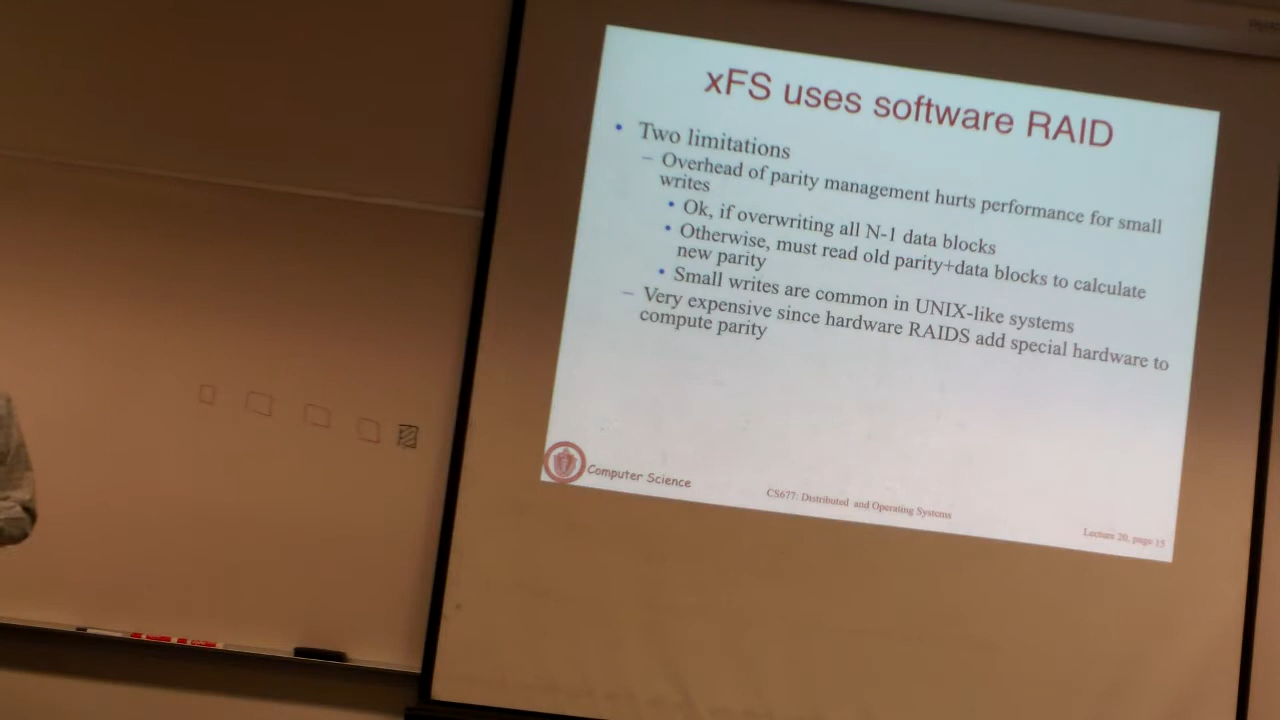 xFS uses software RAID
• Two limitations
– Overhead of parity management hurts performance for small
writes
• Ok, if overwriting all N-1 data blocks
• Otherwise, must read old parity+data blocks to calculate
new parity
• Small writes are common in UNIX-like systems
– Very expensive since hardware RAIDS add special hardware to
compute parity
Computer Science
CS677: Distributed and Operating Systems
Lecture 20, page 15